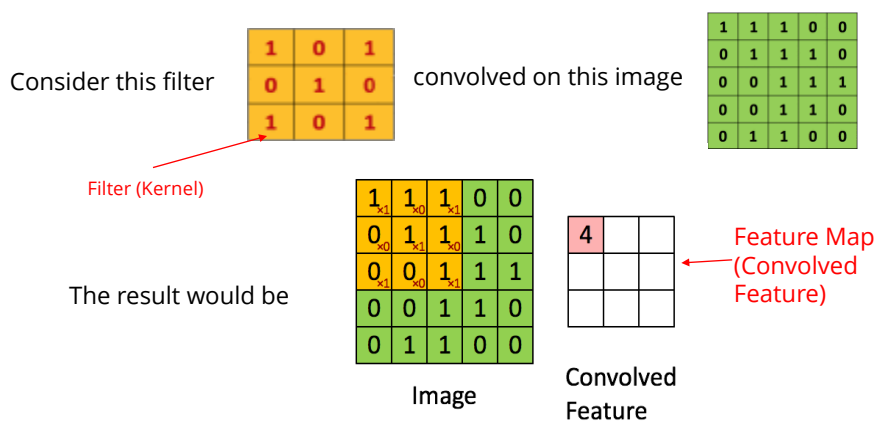 Consider this filter
1 0 1
0 1 0
1 0 1
convolved on this image
1 1 1 0 0
0 1 1 1 0
0 0 1 1 1
0 0 1 1 0
0 1 1 0 0
Filter (Kernel)
The result would be
1×1 1×0 1×1 0 0
0×0 1×1 1×0 1 0
0×1 0×0 1×1 1 1
0 0 1 1 0
0 1 1 0 0
Image
4
Convolved
Feature
Feature Map
(Convolved
Feature)